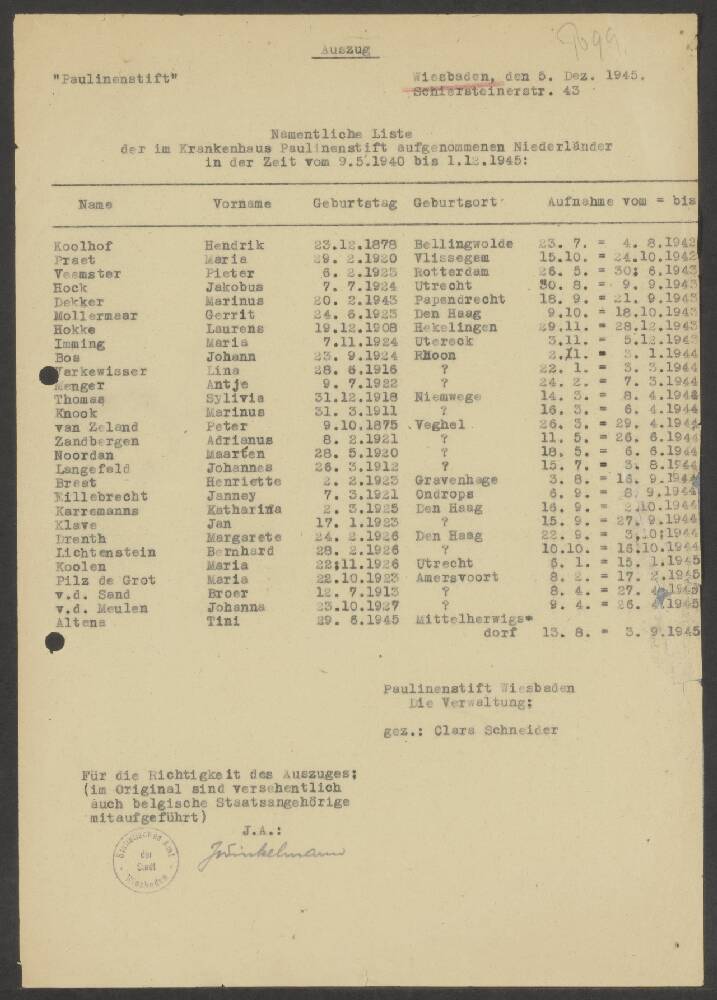 7099.
Auszug
"Paulinenstift" Wiesbaden, den 5. Dez. 1945.
Schiersteinerstr. 43
Namentliche Liste
der im Krankenhaus Paulinenstift aufgenommenen Niederländer
in der Zeit vom 9.5.1940 bis 1.12.1945:
Name Vorname Geburtstag Geburtsort Aufnahme vom = bis
Koolhof Hendrik 23.12.1878 Bellingwolde 23. 7. = 4. 8.1942
Praet Maria 29. 2.1920 Vlissegem 15.10. = 24.10.1942
Veemster Pieter 6. 2.1923 Rotterdam 26. 5. = 30; 6.1943
Hock Jakobus 7. 7.1924 Utrecht 30. 8. = 9. 9.1943
Dekker Marinus 20. 2.1943 Papendrecht 18. 9. = 21. 9.1943
Mollermaar Gerrit 24. 6.1923 Den Haag 9.10. = 18.10.1943
Hokke Laurens 19.12.1908 Hekelingen 29.11. = 28.12.1943
Imming Maria 7.11.1924 Utereck 3.11. = 5.12.1943
Bos Johann 23. 9.1924 Rhoon 2.11. = 3. 1.1944
Varkewisser Lina 28. 6.1916 ? 22. 1. = 3. 3.1944
Menger Antje 9. 7.1922 ? 24. 2. = 7. 3.1944
Thomas Sylivia 31.12.1918 Niemwege 14. 3. = 8. 4.1944
Knook Marinus 31. 3.1911 ? 16. 3. = 6. 4.1944
van Zeland Peter 9.10.1875 Veghel 26. 3. = 29. 4.1944
Zandbergen Adrianus 8. 2.1921 ? 11. 5. = 26. 6.1944
Noordan Maarten 28. 5.1920 ? 18. 5. = 6. 6.1944
Langefeld Johannes 26. 3.1912 ? 15. 7. = 3. 8.1944
Breet Henriette 2. 2.1923 Gravenhage 3. 8 = 16. 9.1944
Killebrecht Janney 7. 3.1921 Ondrops 6. 9. = 8. 9.1944
Karremanns Katharina 2. 3.1925 Den Haag 16. 9. = 2.10.1944
Klave Jan 17. 1.1923 ? 15. 9. = 27. 9.1944
Drenth Margarete 24. 2.1926 Den Haag 22. 9. = 3.10;1944
Lichtenstein Bernhard 28. 2.1926 ? 10.10. = 16.10.1944
Koolen Maria 22;11.1926 Utrecht 6. 1. = 15. 1.1945
Pilz de Grot Maria 22.10.1923 Amersvoort 8. 2. = 17. 2.1945
v.d. Sand Broer 12. 7.1913 ? 8. 4. = 27. 4.1945
v.d. Meulen Johanna 23.10.1927 ? 9. 4. = 26. 4.1945
Altena Tini 29. 6.1945 Mittelherwigs=
dorf 13. 8. = 3. 9.1945
Paulinenstift Wiesbaden
Die Verwaltung;
gez.: Clara Schneider
Für die Richtigkeit des Auszuges;
(im Original sind versehentlich
auch belgische Staatsangehörige
mitaufgeführt)
J.A.:
Winkelmann
Statistisches Amt
der
Stadt
Wiesbaden